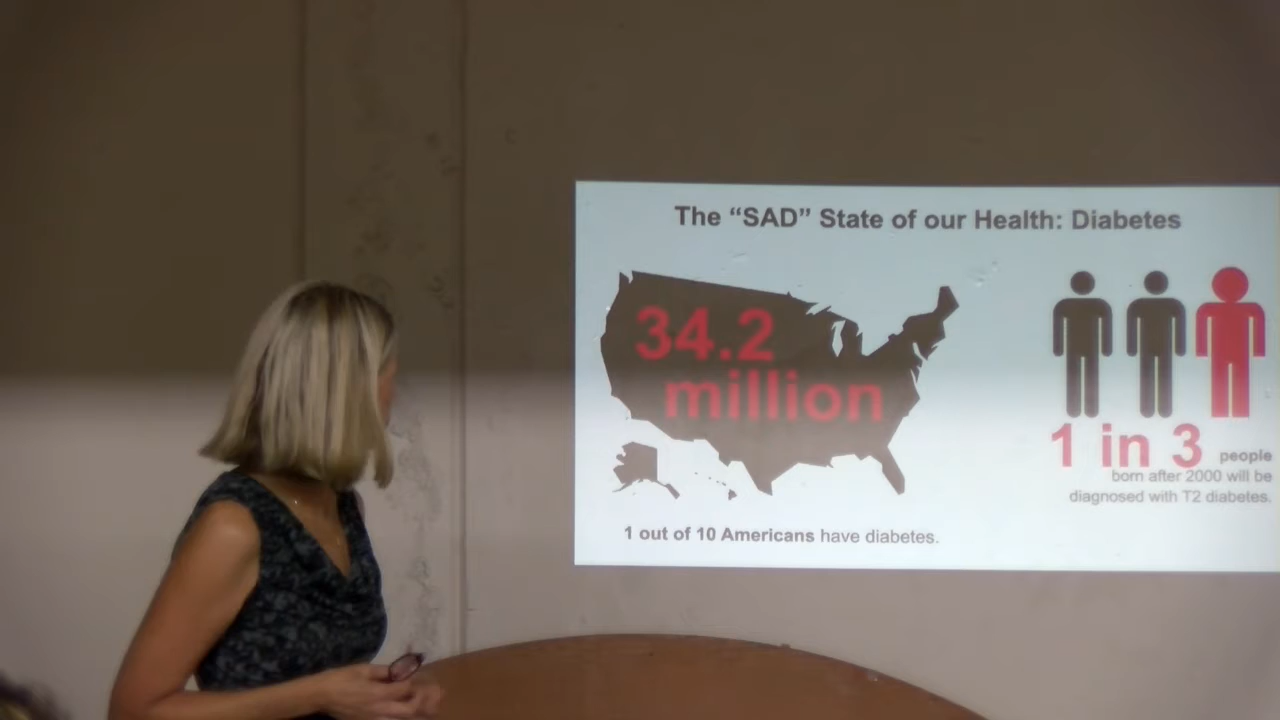 The “SAD” State of our Health: Diabetes
34.2
million
1 in 3 people
born after 2000 will be
diagnosed with T2 diabetes.
1 out of 10 Americans have diabetes.